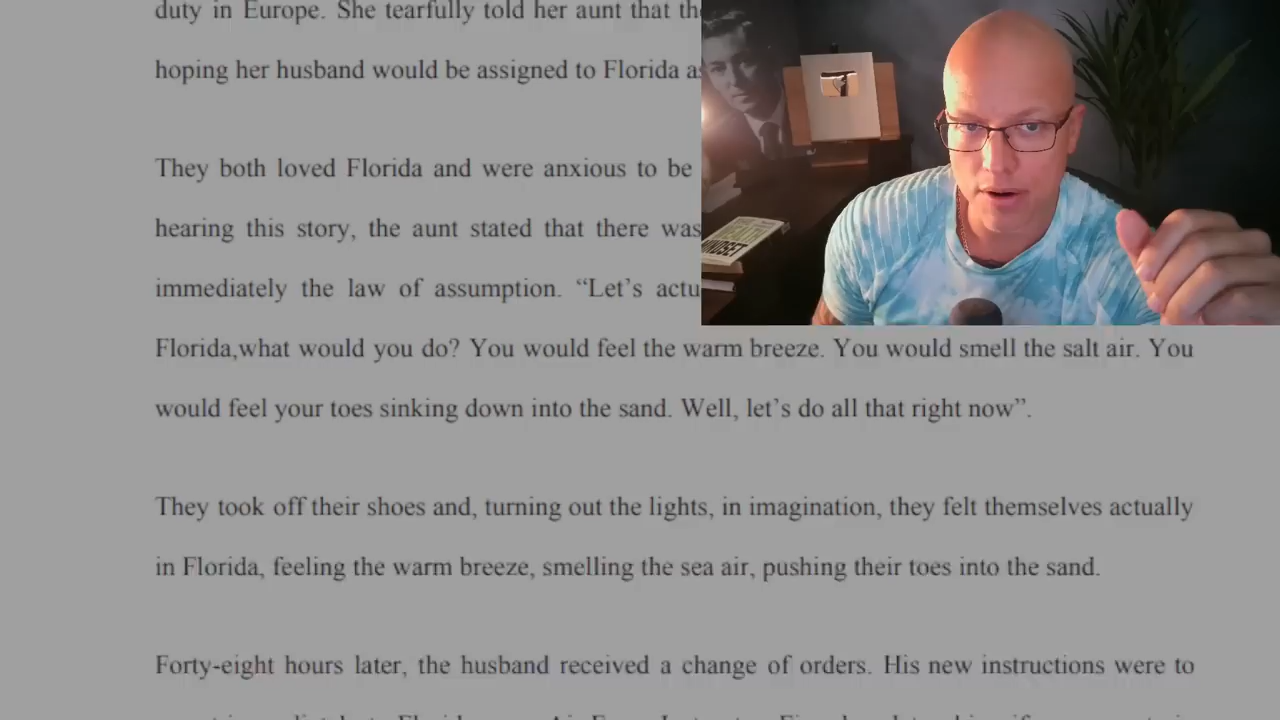 duty in Europe. She tearfully told her aunt that
hoping her husband would be assigned to Florida
They both loved Florida and were anxious to be
hearing this story, the aunt stated that there was
immediately the law of assumption. “Let’s
Florida,what would you do? You would feel the warm breeze. You would smell the salt air. You
would feel your toes sinking down into the sand. Well, let’s do all that right now”.
They took off their shoes and, turning out the lights, in imagination, they felt themselves actually
in Florida, feeling the warm breeze, smelling the sea air, pushing their toes into the sand.
Forty-eight hours later, the husband received a change of orders. His new instructions were to